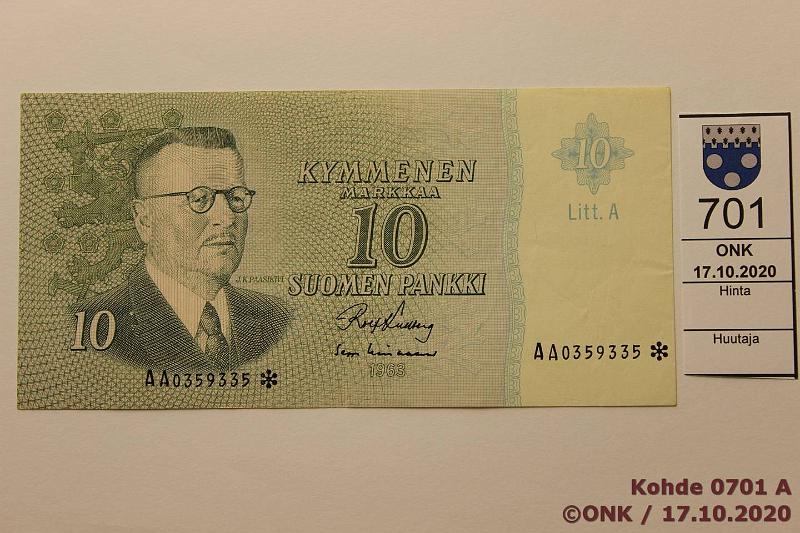 KYMMENEN
MARKKAA
10
SUOMEN PANKKI
J.K.PAASIKIVI
10
1963
AA0359335 *
10
Litt. A
AA0359335 *
701
ONK
17.10.2020
Hinta
Huutaja
Kohde 0701 A
©ONK / 17.10.2020